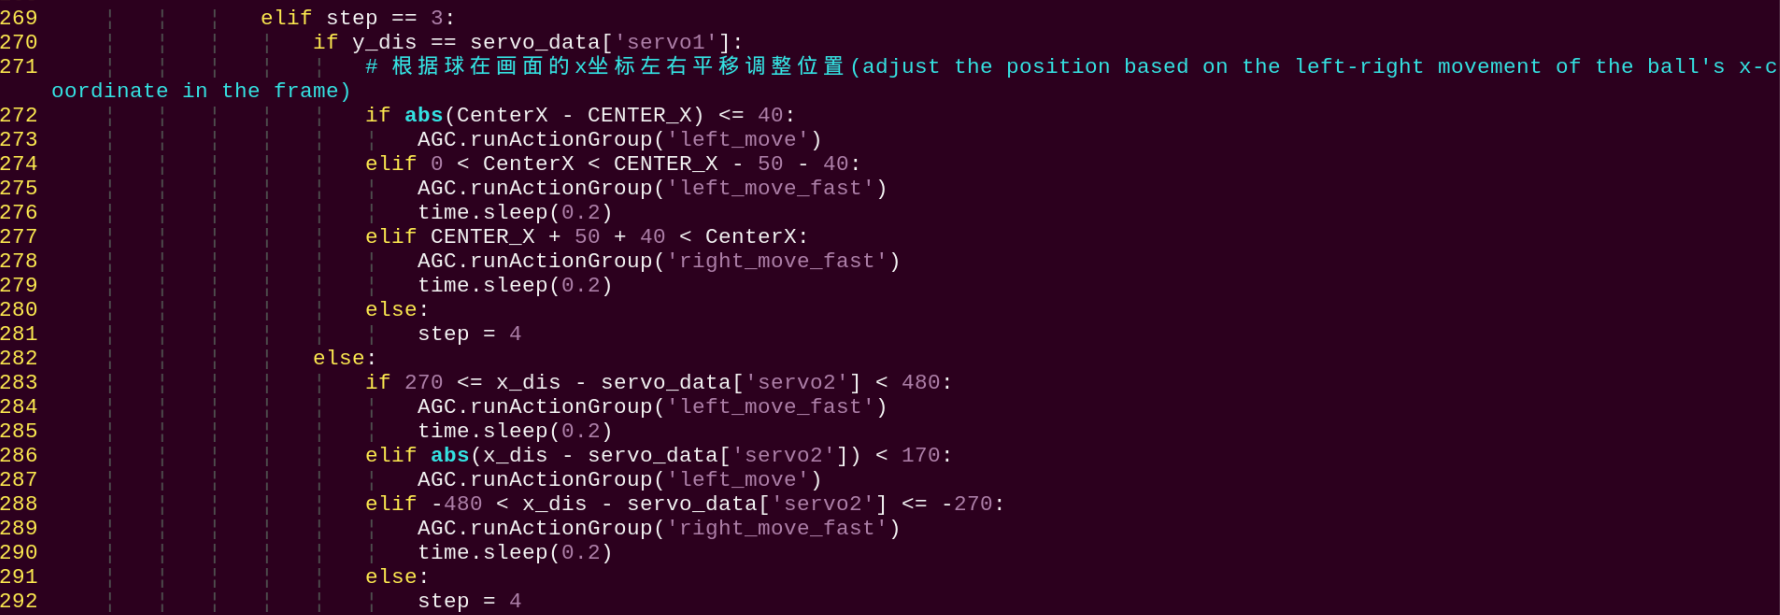 269 elif step == 3:
270 if y_dis == servo_data['servo1']:
271 # 根据球在画面的x坐标左右平移调整位置(adjust the position based on the left-right movement of the ball's x-c
oordinate in the frame)
272 if abs(CenterX - CENTER_X) <= 40:
273 AGC.runActionGroup('left_move')
274 elif 0 < CenterX < CENTER_X - 50 - 40:
275 AGC.runActionGroup('left_move_fast')
276 time.sleep(0.2)
277 elif CENTER_X + 50 + 40 < CenterX:
278 AGC.runActionGroup('right_move_fast')
279 time.sleep(0.2)
280 else:
281 step = 4
282 else:
283 if 270 <= x_dis - servo_data['servo2'] < 480:
284 AGC.runActionGroup('left_move_fast')
285 time.sleep(0.2)
286 elif abs(x_dis - servo_data['servo2']) < 170:
287 AGC.runActionGroup('left_move')
288 elif -480 < x_dis - servo_data['servo2'] <= -270:
289 AGC.runActionGroup('right_move_fast')
290 time.sleep(0.2)
291 else:
292 step = 4